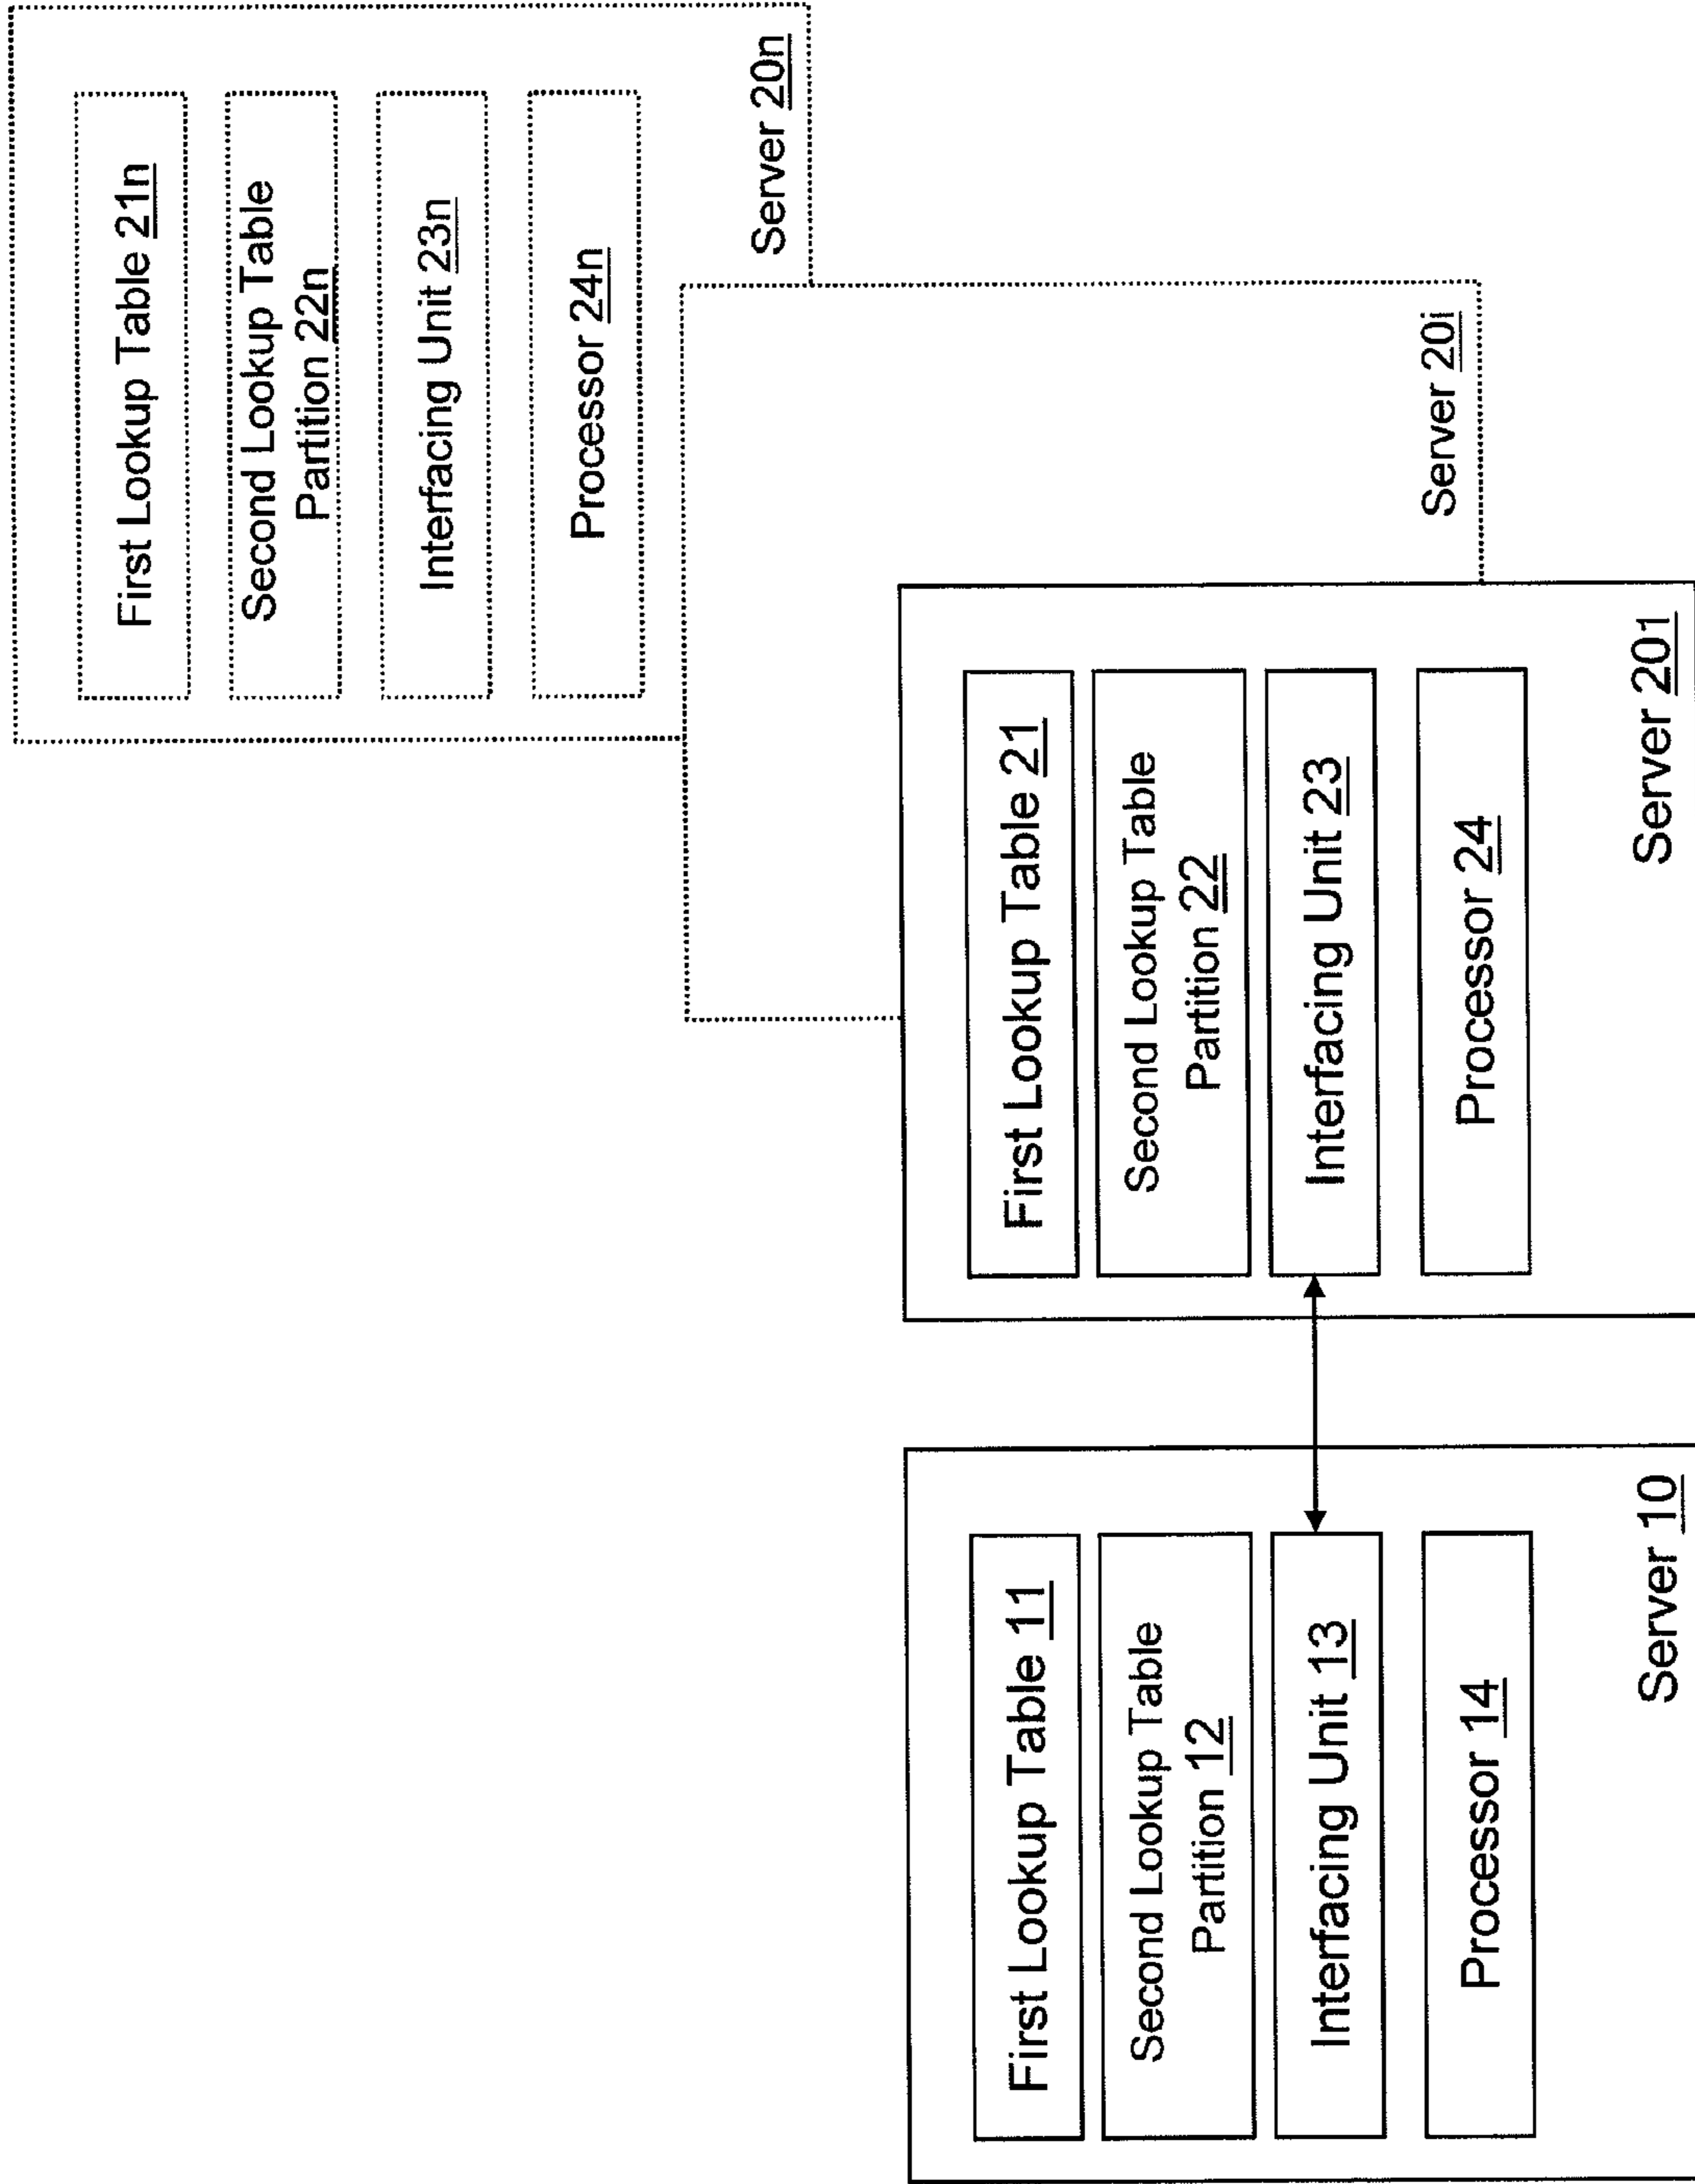 First Lookup Table 11
Second Lookup Table
Partition 12
Interfacing Unit 13
Processor 14
Server 10
First Lookup Table 21
Second Lookup Table
Partition 22
Interfacing Unit 23
Processor 24
Server 201
Server 20i
First Lookup Table 21n
Second Lookup Table
Partition 22n
Interfacing Unit 23n
Processor 24n
Server 20n